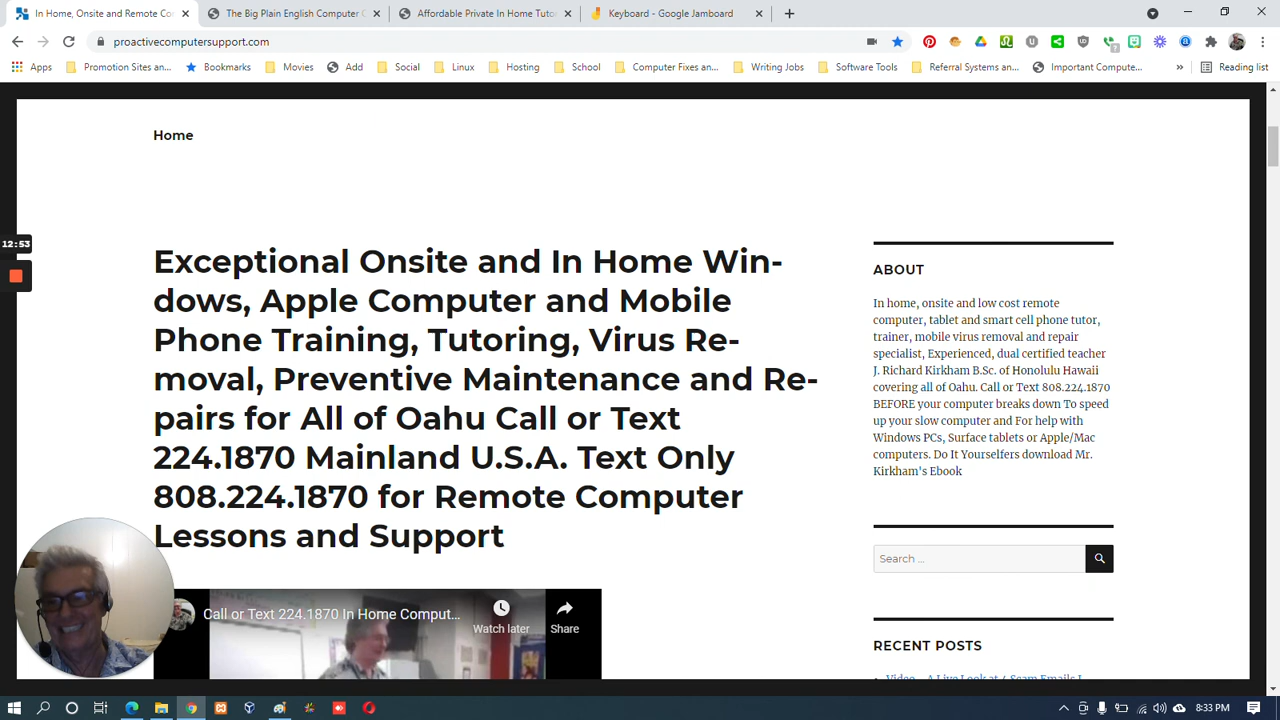 In Home, Onsite and Remote Co
The Big Plain English Computer
Affordable Private In Home Tuto
Keyboard - Google Jamboard
proactivecomputersupport.com
Apps
Promotion Sites an...
Bookmarks
Movies
Add
Social
Linux
Hosting
School
Computer Fixes an...
Writing Jobs
Software Tools
Referral Systems an...
Important Compute...
»
Reading list
Home
12:53
Exceptional Onsite and In Home Win-
dows, Apple Computer and Mobile
Phone Training, Tutoring, Virus Re-
moval, Preventive Maintenance and Re-
pairs for All of Oahu Call or Text
224.1870 Mainland U.S.A. Text Only
808.224.1870 for Remote Computer
Lessons and Support
Call or Text 224.1870 In Home Comput...
Watch later
Share
ABOUT
In home, onsite and low cost remote
computer, tablet and smart cell phone tutor,
trainer, mobile virus removal and repair
specialist, Experienced, dual certified teacher
J. Richard Kirkham B.Sc. of Honolulu Hawaii
covering all of Oahu. Call or Text 808.224.1870
BEFORE your computer breaks down To speed
up your slow computer and For help with
Windows PCs, Surface tablets or Apple/Mac
computers. Do It Yourselfers download Mr.
Kirkham's Ebook
Search ...
RECENT POSTS
Video – A Live Look at 4 Scam Emails I
8:33 PM